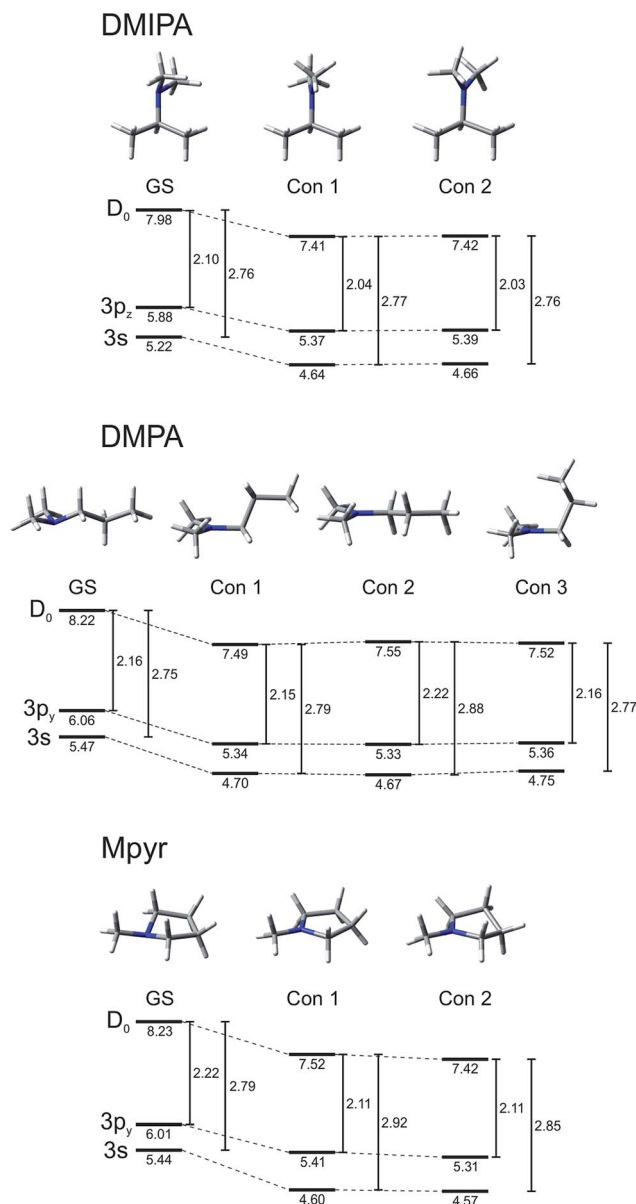 DMIPA
GS Con 1 Con 2
D0
7.98
7.41 7.42
2.10 2.76 2.04 2.77 2.03 2.76
3pz
5.88
5.37 5.39
3s
5.22
4.64 4.66
DMPA
GS Con 1 Con 2 Con 3
D0
8.22
7.49 7.55 7.52
2.16 2.75 2.15 2.79 2.22 2.88 2.16 2.77
3py
6.06
5.34 5.33 5.36
3s
5.47
4.70 4.67 4.75
Mpyr
GS Con 1 Con 2
D0
8.23
7.52 7.42
2.22 2.79 2.11 2.92 2.11 2.85
3py
6.01
5.41 5.31
3s
5.44
4.60 4.57